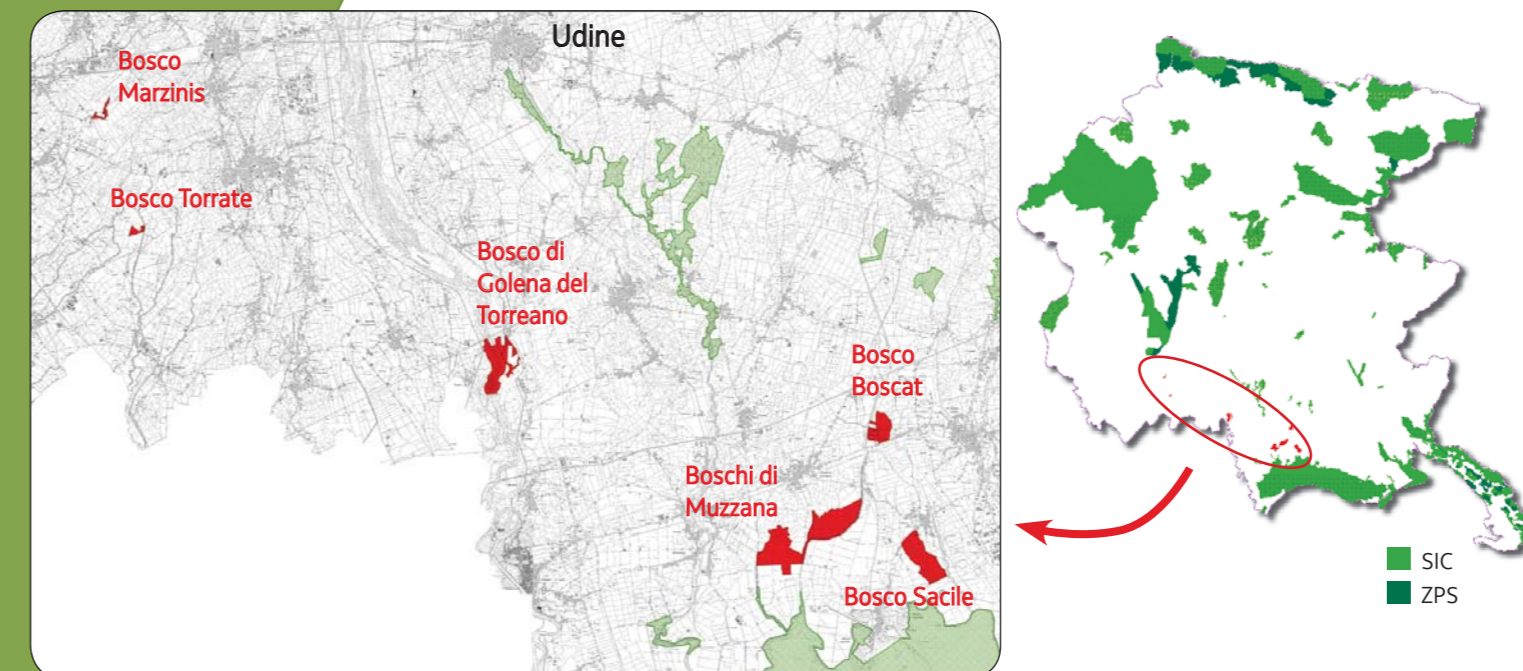 Udine
Bosco
Marzinis
Bosco Torrate
Bosco di
Golena del
Torreano
Bosco
Boscat
Boschi di
Muzzana
Bosco Sacile
SIC
ZPS